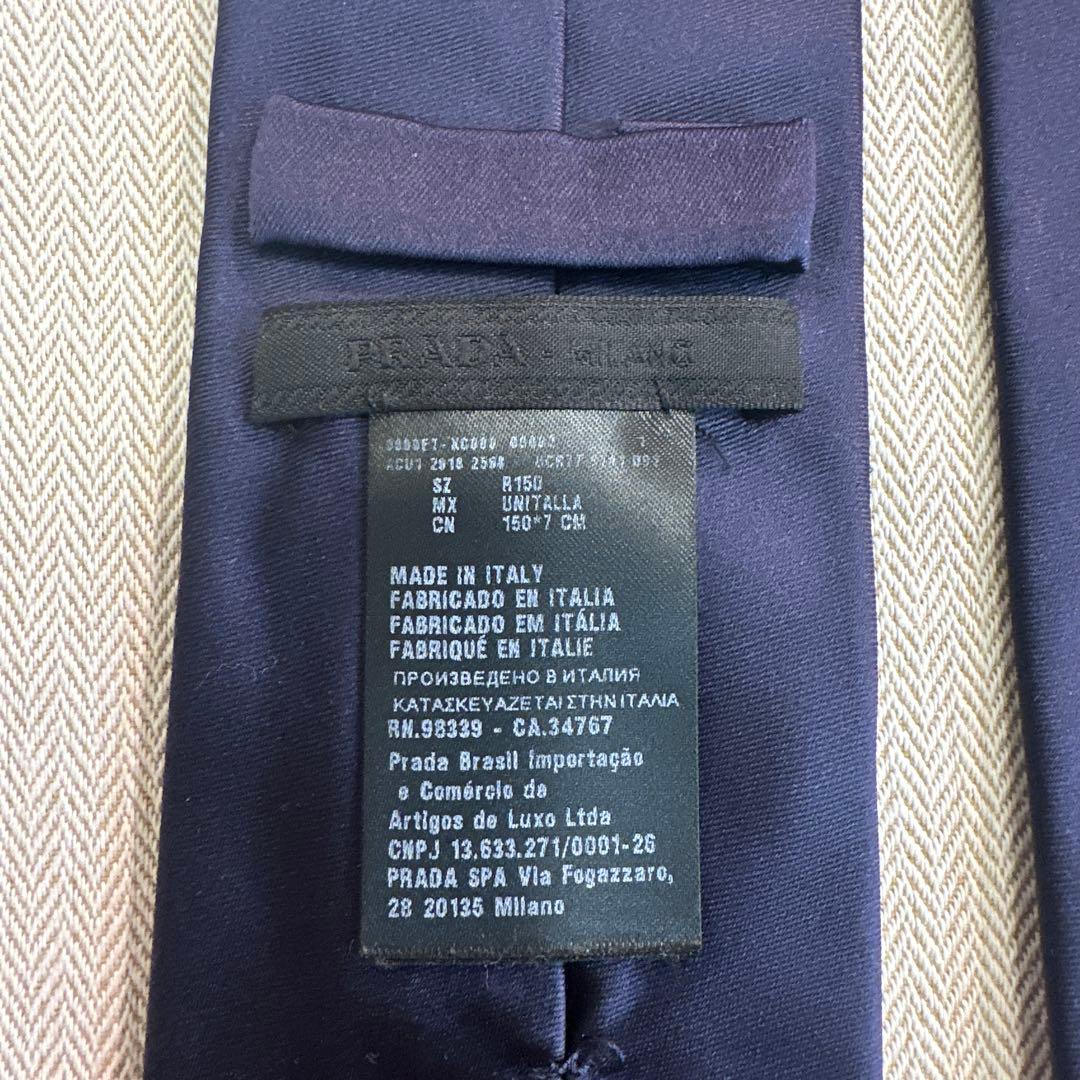 PRADA - MILANO
SZ R150
MX UNITALLA
CN 150*7 CM
MADE IN ITALY
FABRICADO EN ITALIA
FABRICADO EM ITÁLIA
FABRIQUÉ EN ITALIE
ПРОИЗВЕДЕНО В ИТАЛИЯ
ΚΑΤΑΣΚΕΥΑΖΕΤΑΙ ΣΤΗΝ ΙΤΑΛΙΑ
RN.98339 - CA.34767
Prada Brasil Importação
e Comércio de
Artigos de Luxo Ltda
CNPJ 13.633.271/0001-26
PRADA SPA Via Fogazzaro,
28 20135 Milano